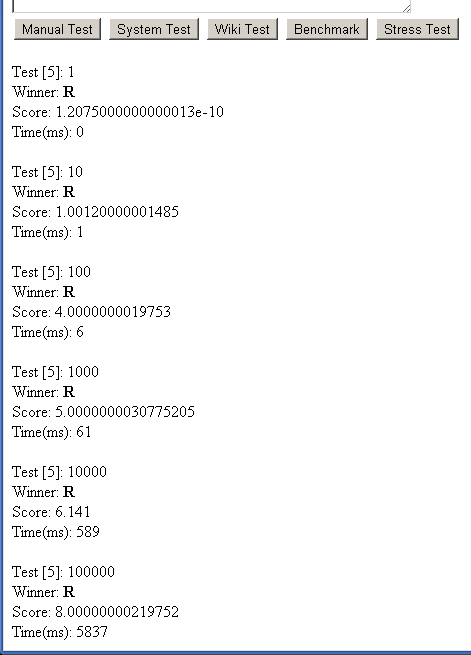 Manual Test System Test Wiki Test Benchmark Stress Test
Test [5]: 1
Winner: R
Score: 1.2075000000000013e-10
Time(ms): 0
Test [5]: 10
Winner: R
Score: 1.00120000001485
Time(ms): 1
Test [5]: 100
Winner: R
Score: 4.0000000019753
Time(ms): 6
Test [5]: 1000
Winner: R
Score: 5.0000000030775205
Time(ms): 61
Test [5]: 10000
Winner: R
Score: 6.141
Time(ms): 589
Test [5]: 100000
Winner: R
Score: 8.00000000219752
Time(ms): 5837